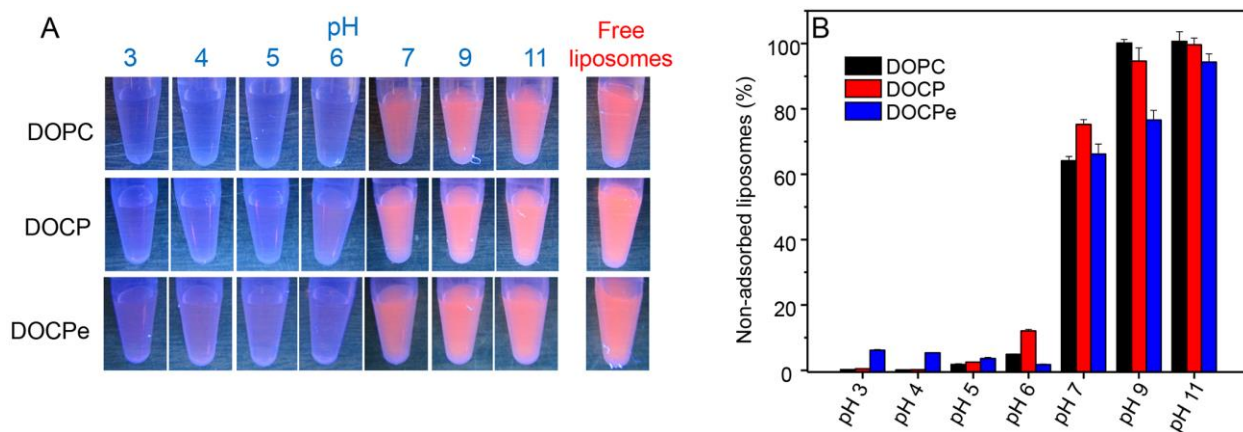 A
pH
3 4 5 6 7 9 11
Free
liposomes
DOPC
DOCP
DOCPe
B
Non-adsorbed liposomes (%)
100
80
60
40
20
0
DOPC
DOCP
DOCPe
pH 3 pH 4 pH 5 pH 6 pH 7 pH 9 pH 11